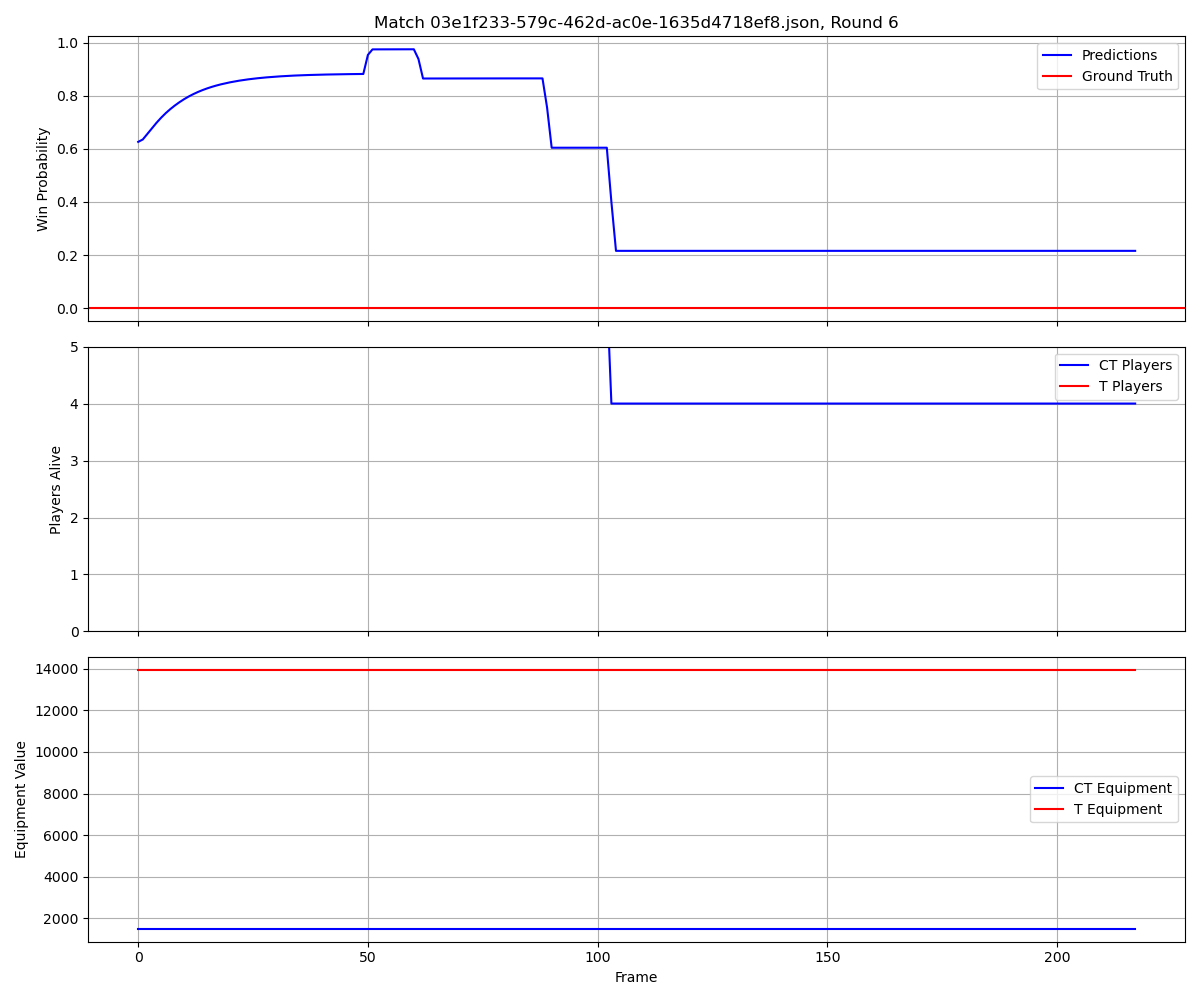 Match 03e1f233-579c-462d-ac0e-1635d4718ef8.json, Round 6
Win Probability
1.0
0.8
0.6
0.4
0.2
0.0
Predictions
Ground Truth
Players Alive
5
4
3
2
1
0
CT Players
T Players
Equipment Value
14000
12000
10000
8000
6000
4000
2000
CT Equipment
T Equipment
0
50
100
150
200
Frame